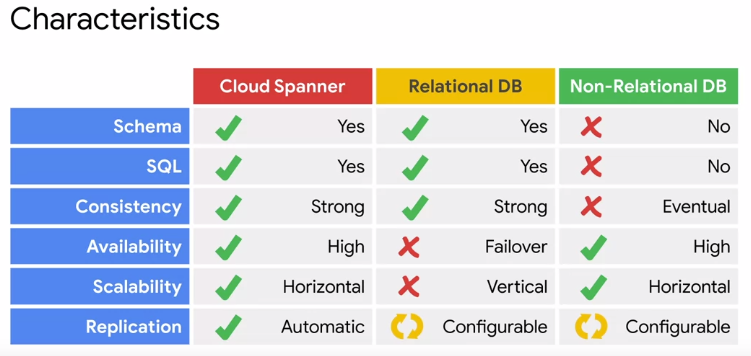 Characteristics
Cloud Spanner Relational DB Non-Relational DB
Schema Yes Yes No
SQL Yes Yes No
Consistency Strong Strong Eventual
Availability High Failover High
Scalability Horizontal Vertical Horizontal
Replication Automatic Configurable Configurable